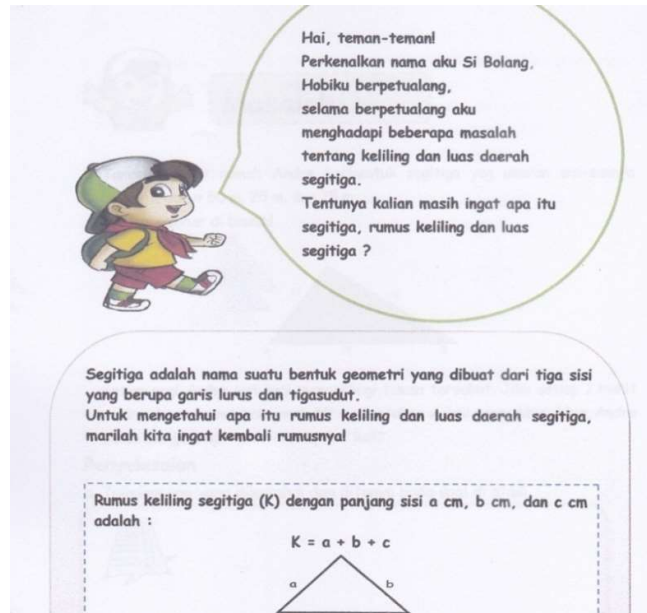 Hai, teman-teman!
Perkenalkan nama aku Si Bolang.
Hobiku berpetualang,
selama berpetualang aku
menghadapi beberapa masalah
tentang keliling dan luas daerah
segitiga.
Tentunya kalian masih ingat apa itu
segitiga, rumus keliling dan luas
segitiga ?
Segitiga adalah nama suatu bentuk geometri yang dibuat dari tiga sisi
yang berupa garis lurus dan tigasudut.
Untuk mengetahui apa itu rumus keliling dan luas daerah segitiga,
marilah kita ingat kembali rumusnya!
Rumus keliling segitiga (K) dengan panjang sisi a cm, b cm, dan c cm
adalah :
K = a + b + c
a b